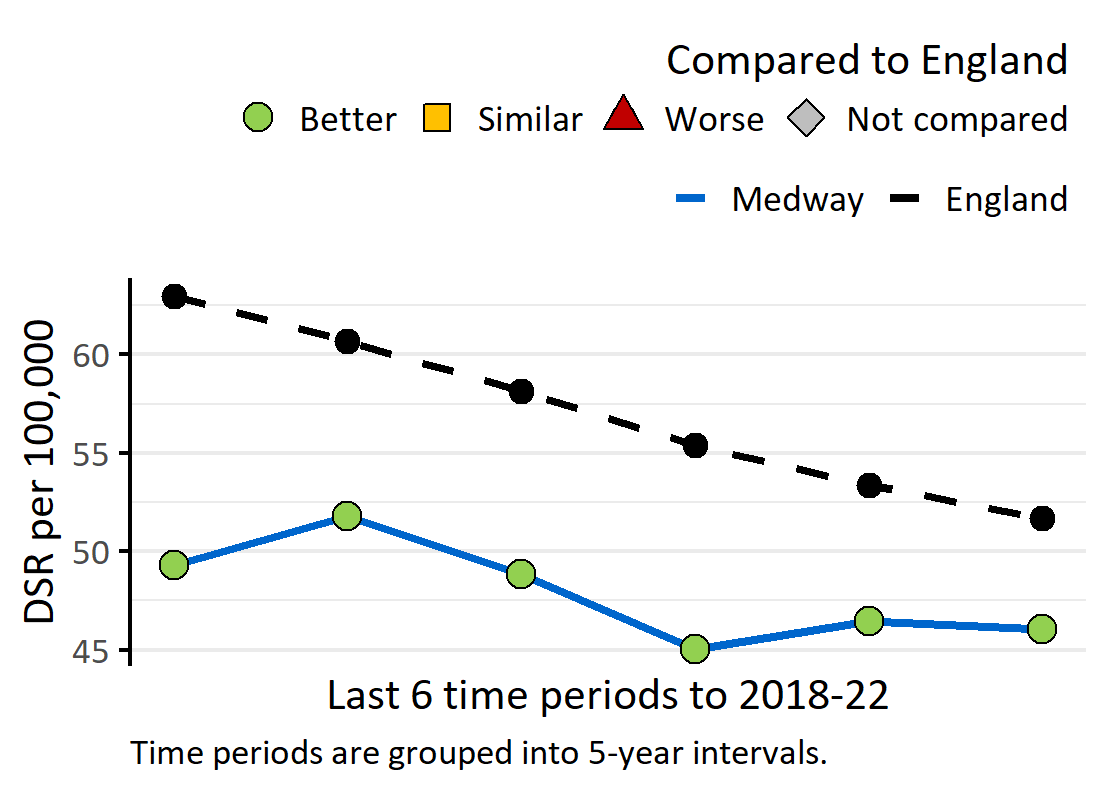 Compared to England
Better Similar Worse Not compared
Medway England
DSR per 100,000
60
55
50
45
Last 6 time periods to 2018-22
Time periods are grouped into 5-year intervals.